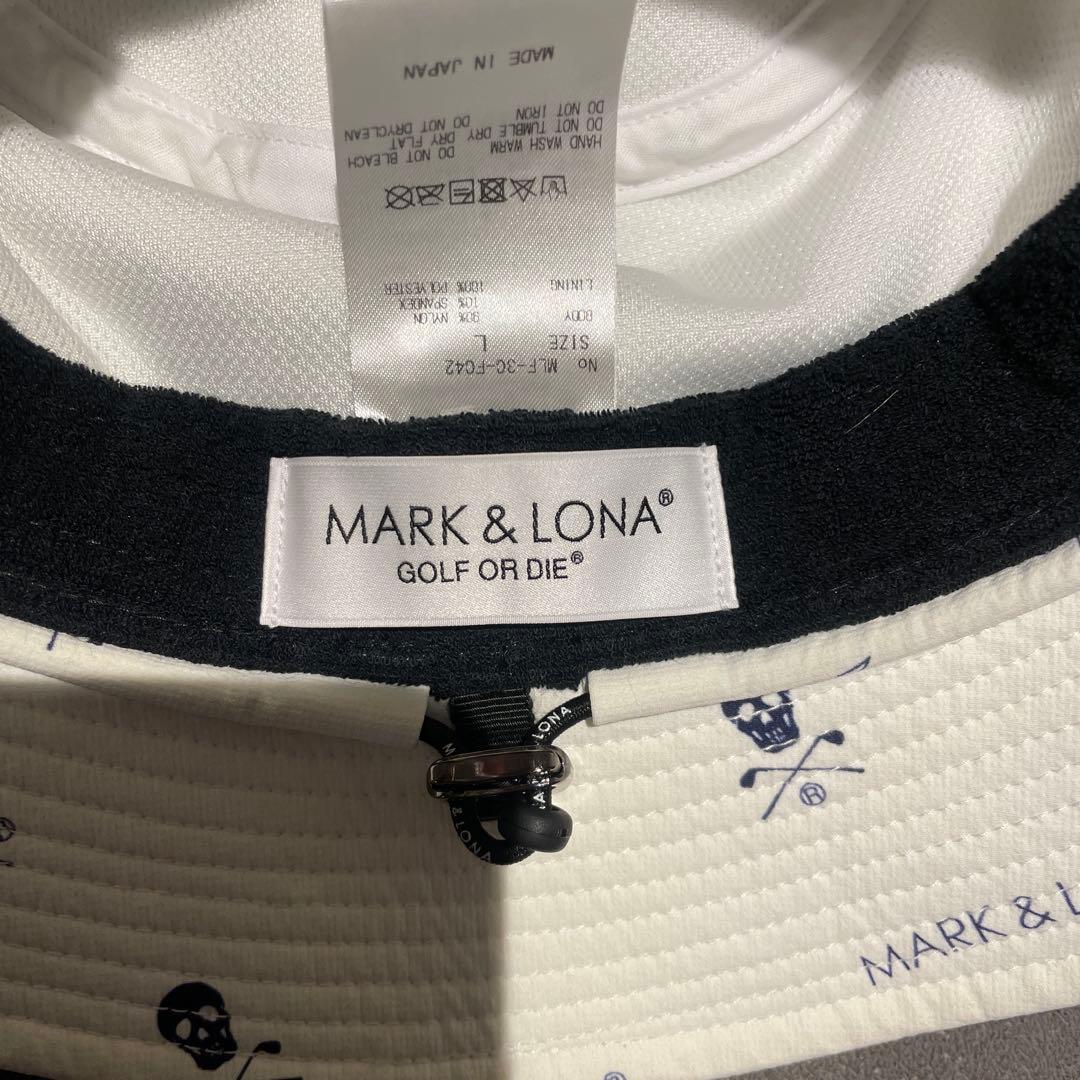 No MLF-3C-FC42
SIZE L
BODY 90% NYLON
10% SPANDEX
LINING 100% POLYESTER
HAND WASH WARM DO NOT BLEACH
DO NOT TUMBLE DRY DRY FLAT
DO NOT IRON DO NOT DRYCLEAN
MADE IN JAPAN
MARK & LONA®
GOLF OR DIE®
MARK & LONA
MARK & L
®